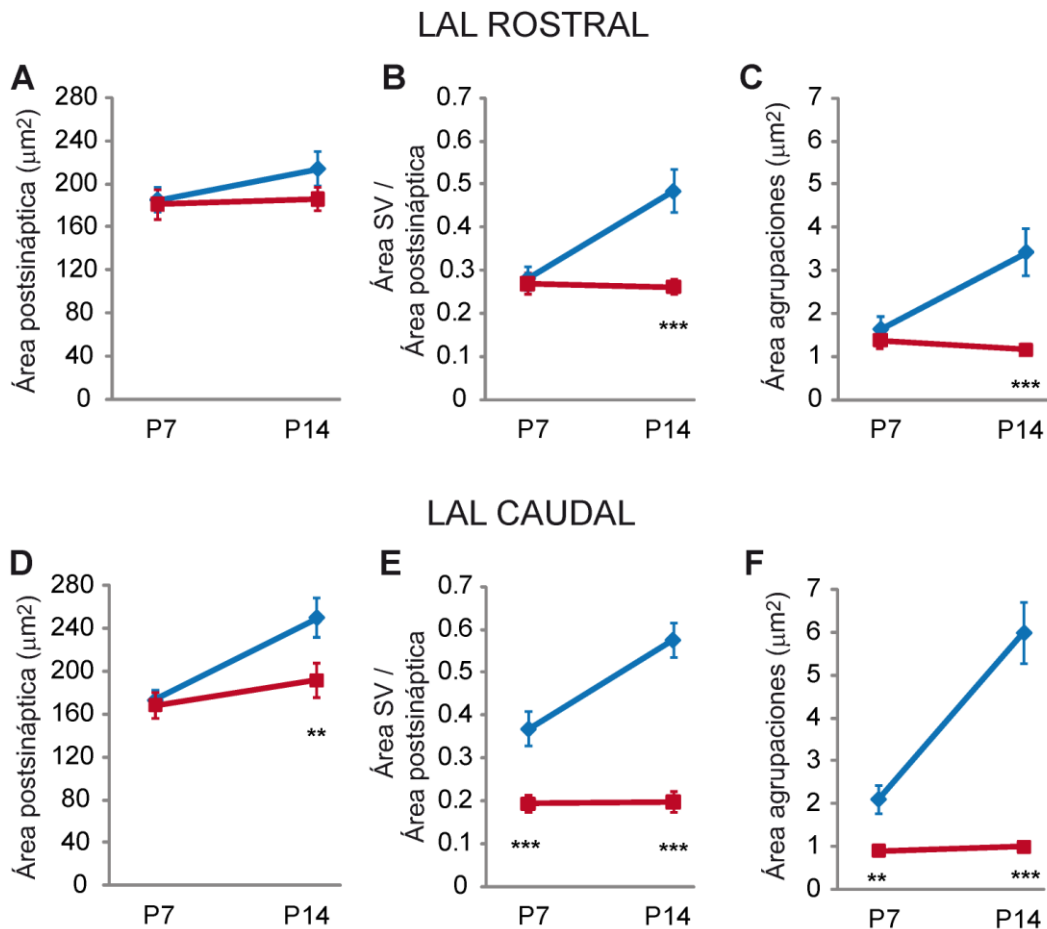 LAL ROSTRAL
A
Área postsináptica (μm²)
280
240
200
160
120
80
40
0
P7 P14
B
Área SV /
Área postsináptica
0.7
0.6
0.5
0.4
0.3
0.2
0.1
0
***
P7 P14
C
Área agrupaciones (μm²)
7
6
5
4
3
2
1
0
***
P7 P14
LAL CAUDAL
D
Área postsináptica (μm²)
280
240
200
160
120
80
40
0
**
P7 P14
E
Área SV /
Área postsináptica
0.7
0.6
0.5
0.4
0.3
0.2
0.1
0
*** ***
P7 P14
F
Área agrupaciones (μm²)
7
6
5
4
3
2
1
0
** ***
P7 P14